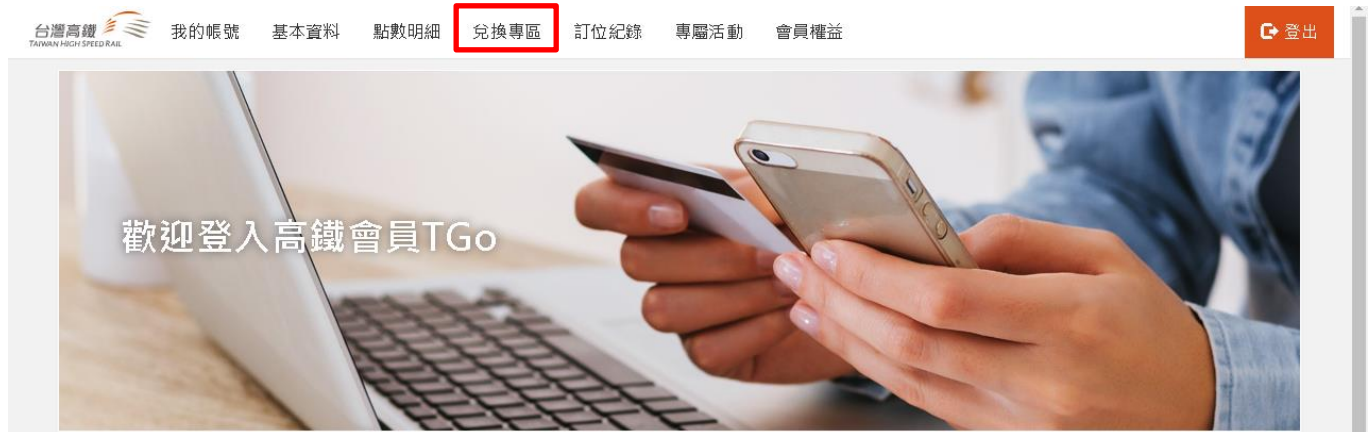 台灣高鐵
TAIWAN HIGH SPEED RAIL
我的帳號 基本資料 點數明細 兌換專區 訂位紀錄 專屬活動 會員權益 登出
歡迎登入高鐵會員TGo